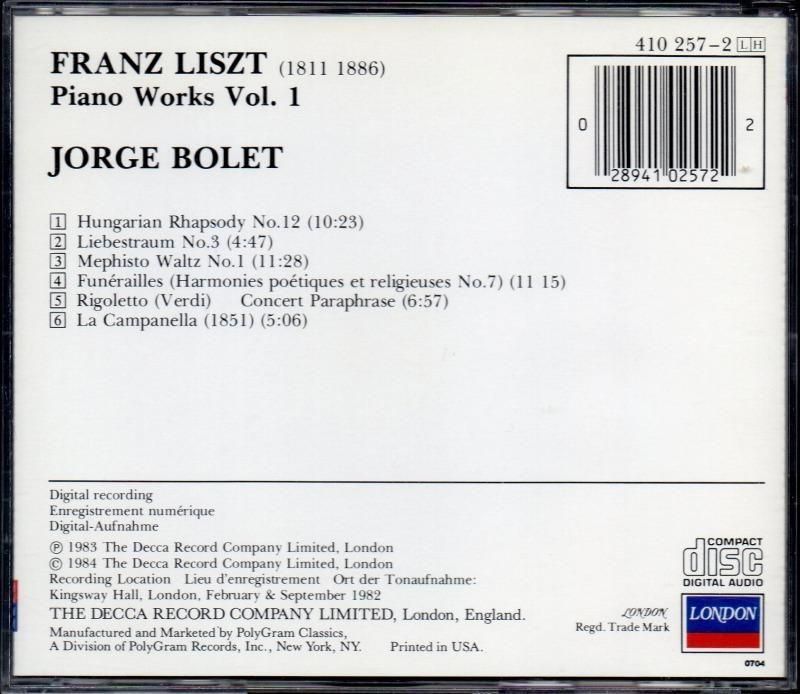 410 257-2 LH
FRANZ LISZT (1811 1886)
Piano Works Vol. 1
0 28941 02572 2
JORGE BOLET
1 Hungarian Rhapsody No.12 (10:23)
2 Liebestraum No.3 (4:47)
3 Mephisto Waltz No.1 (11:28)
4 Funérailles (Harmonies poétiques et religieuses No.7) (11 15)
5 Rigoletto (Verdi) Concert Paraphrase (6:57)
6 La Campanella (1851) (5:06)
Digital recording
Enregistrement numérique
Digital-Aufnahme
℗ 1983 The Decca Record Company Limited, London
© 1984 The Decca Record Company Limited, London
Recording Location Lieu d'enregistrement Ort der Tonaufnahme:
Kingsway Hall, London, February & September 1982
THE DECCA RECORD COMPANY LIMITED, London, England.
Manufactured and Marketed by PolyGram Classics,
A Division of PolyGram Records, Inc., New York, NY. Printed in USA.
COMPACT
disc
DIGITAL AUDIO
LONDON
Regd. Trade Mark
LONDON
0704